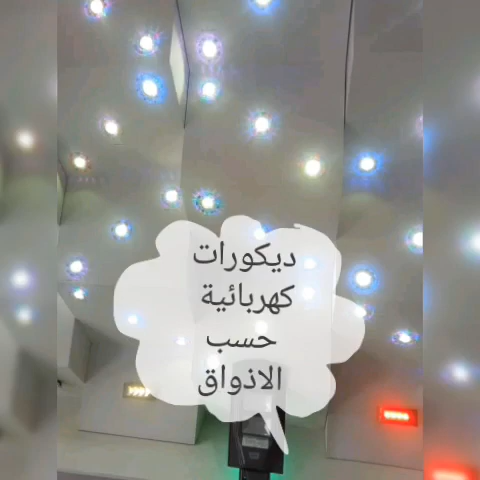 ديكورات
كهربائية
حسب
الاذواق